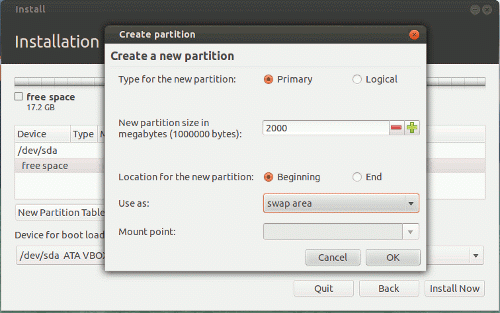 Install
Installation
Create partition
Create a new partition
Type for the new partition: Primary Logical
free space
17.2 GB
New partition size in
megabytes (1000000 bytes): 2000
Device Type
/dev/sda
free space
Location for the new partition: Beginning End
Use as: swap area
New Partition Table
Mount point:
Device for boot load
/dev/sda ATA VBOX
Cancel OK
Quit Back Install Now